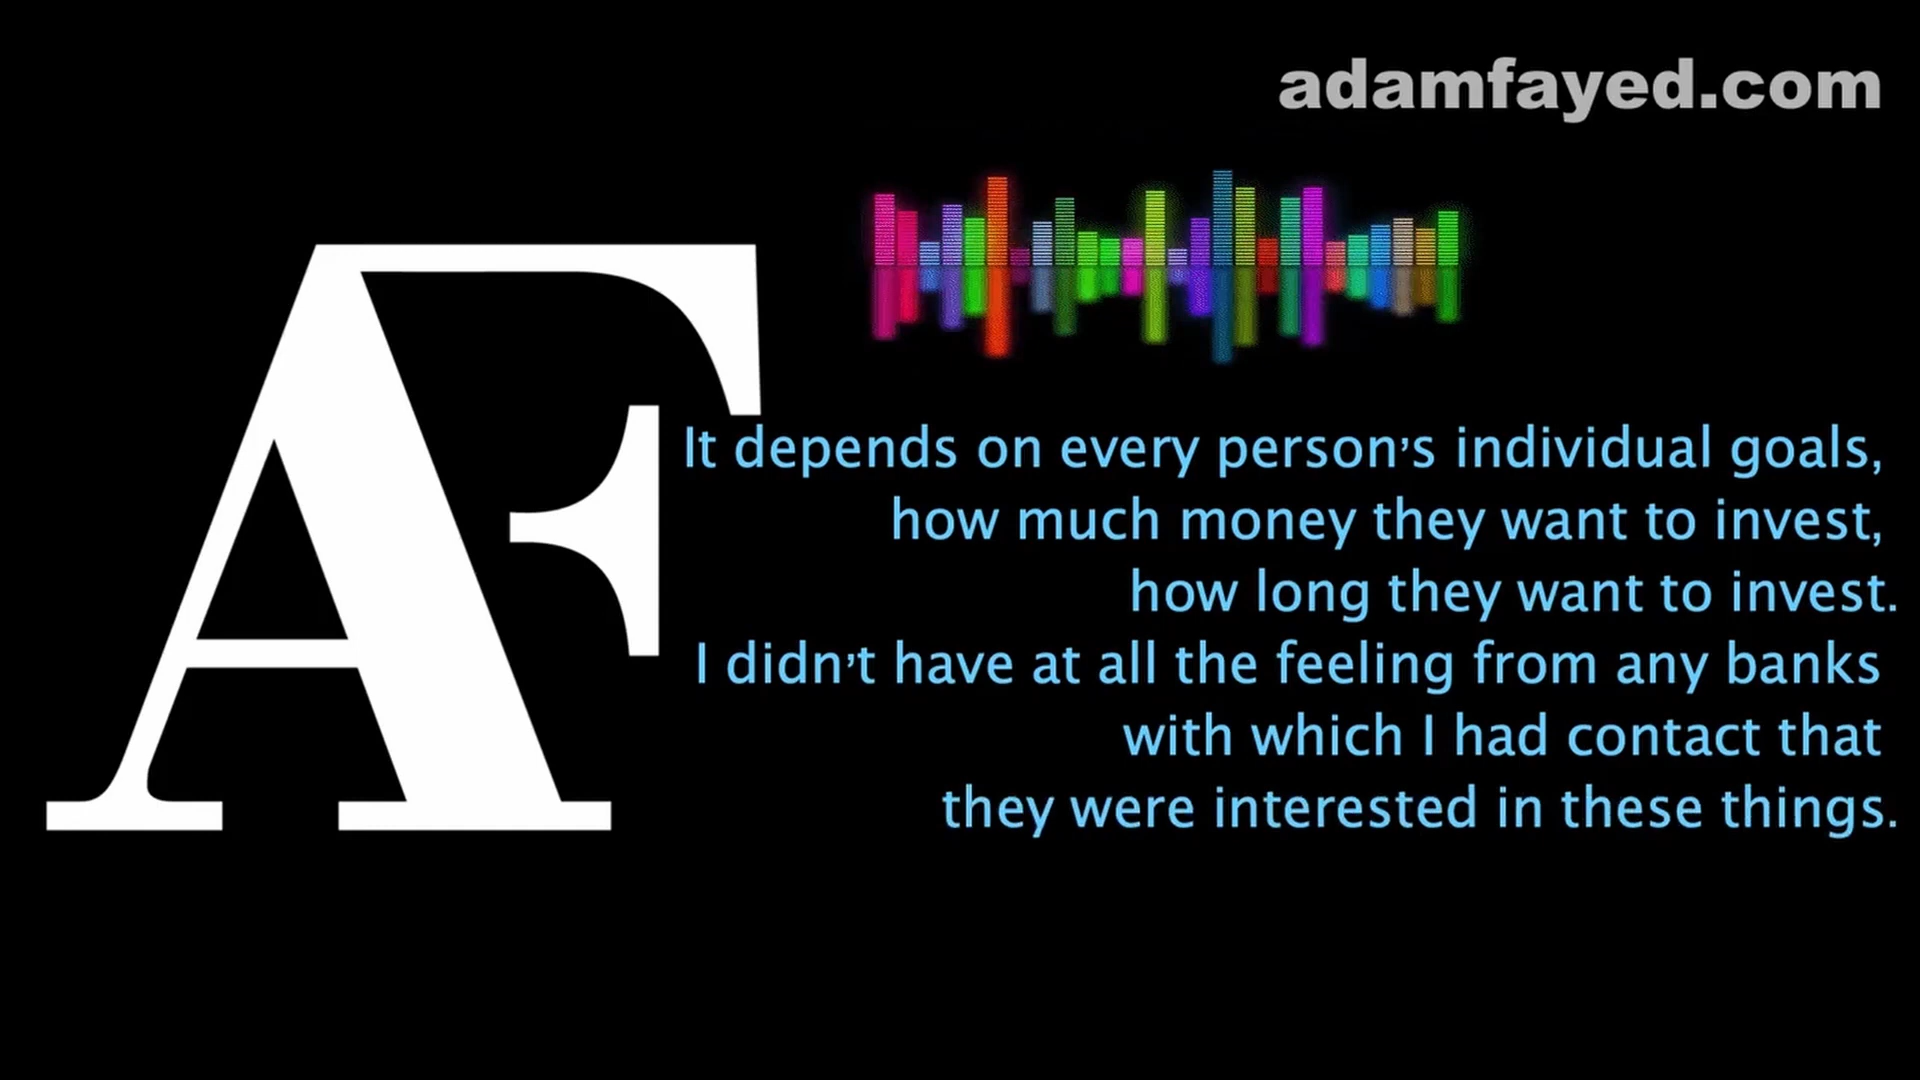 adamfayed.com
AF
It depends on every person's individual goals,
how much money they want to invest,
how long they want to invest.
I didn't have at all the feeling from any banks
with which I had contact that
they were interested in these things.